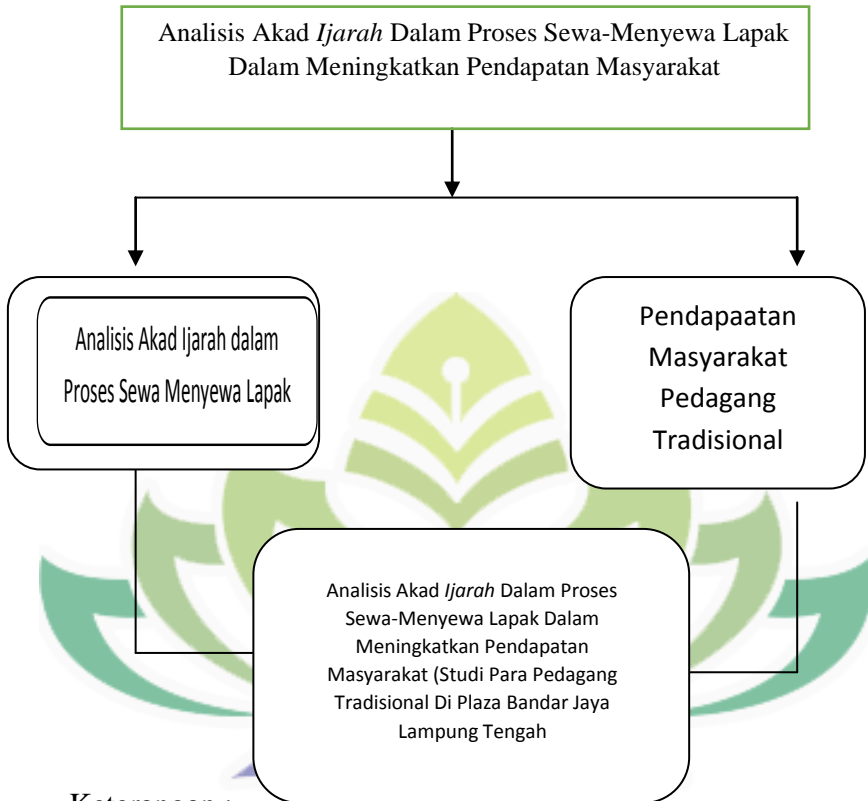 Analisis Akad Ijarah Dalam Proses Sewa-Menyewa Lapak
Dalam Meningkatkan Pendapatan Masyarakat
Analisis Akad Ijarah dalam
Proses Sewa Menyewa Lapak
Pendapaatan
Masyarakat
Pedagang
Tradisional
Analisis Akad Ijarah Dalam Proses
Sewa-Menyewa Lapak Dalam
Meningkatkan Pendapatan
Masyarakat (Studi Para Pedagang
Tradisional Di Plaza Bandar Jaya
Lampung Tengah